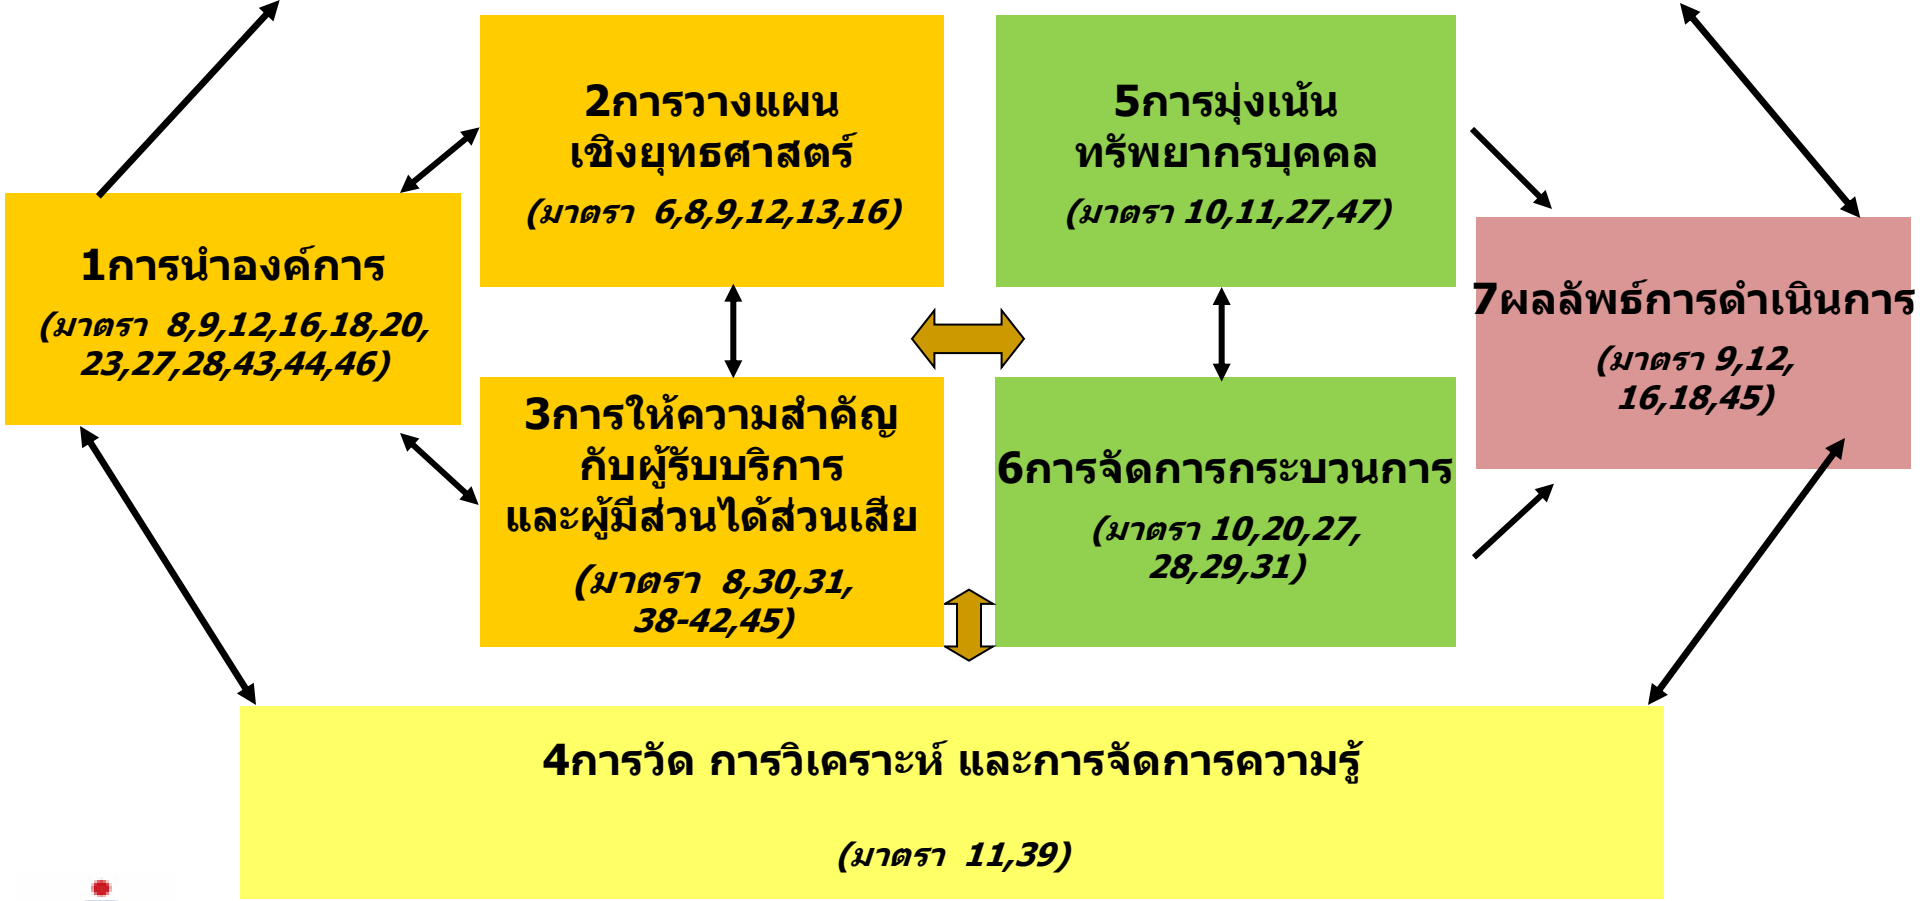 1การนำองค์การ
(มาตรา 8,9,12,16,18,20,
23,27,28,43,44,46)
2การวางแผน
เชิงยุทธศาสตร์
(มาตรา 6,8,9,12,13,16)
3การให้ความสำคัญ
กับผู้รับบริการ
และผู้มีส่วนได้ส่วนเสีย
(มาตรา 8,30,31,
38-42,45)
5การมุ่งเน้น
ทรัพยากรบุคคล
(มาตรา 10,11,27,47)
6การจัดการกระบวนการ
(มาตรา 10,20,27,
28,29,31)
7ผลลัพธ์การดำเนินการ
(มาตรา 9,12,
16,18,45)
4การวัด การวิเคราะห์ และการจัดการความรู้
(มาตรา 11,39)